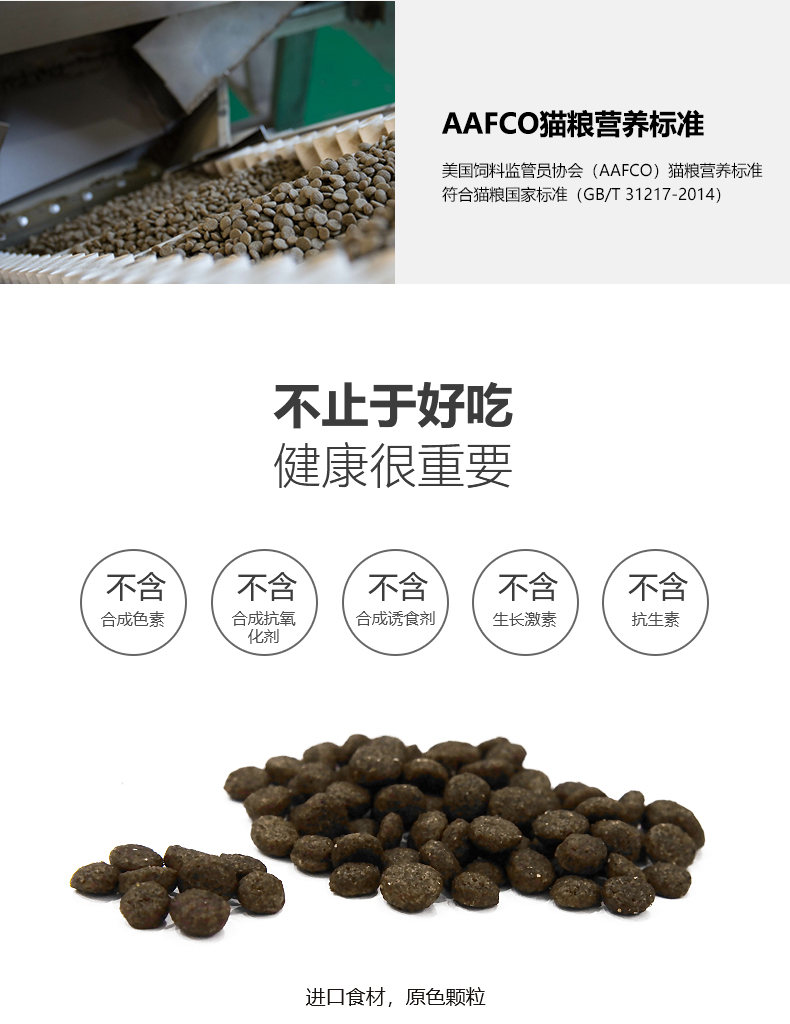 AAFCO猫粮营养标准
美国饲料监管员协会（AAFCO）猫粮营养标准
符合猫粮国家标准（GB/T 31217-2014）
不止于好吃
健康很重要
不含
合成色素
不含
合成抗氧
化剂
不含
合成诱食剂
不含
生长激素
不含
抗生素
进口食材，原色颗粒